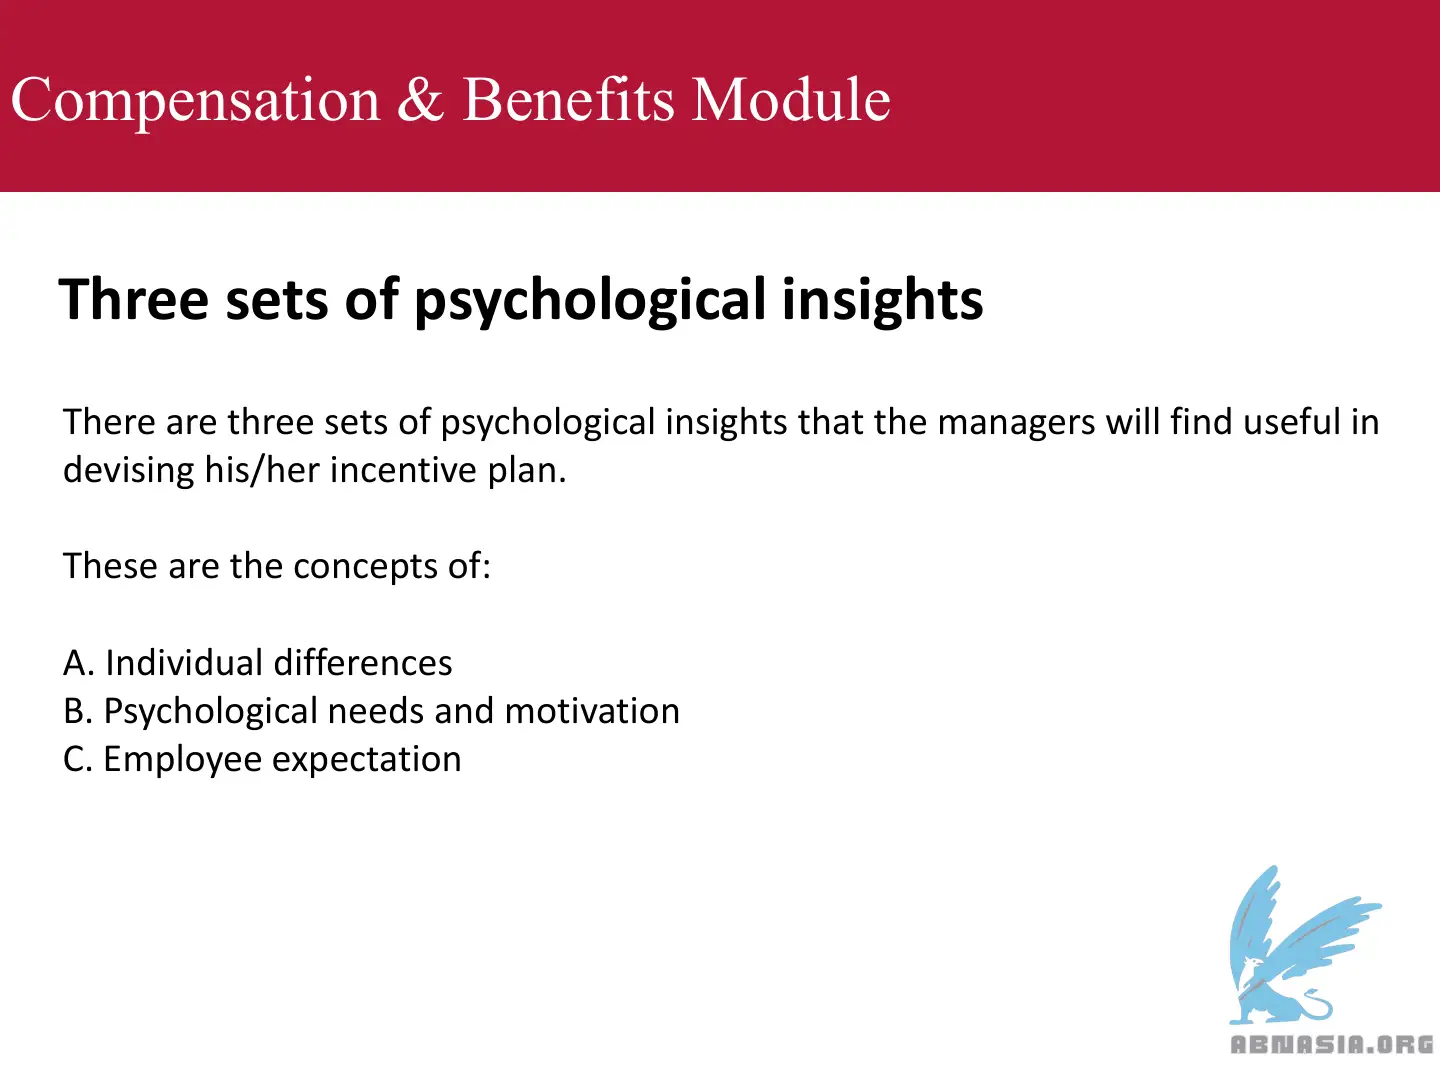 Compensation & Benefits Module
Three sets of psychological insights
There are three sets of psychological insights that the managers will find useful in
devising his/her incentive plan.
These are the concepts of:
A. Individual differences
B. Psychological needs and motivation
C. Employee expectation
ABNASIA.ORG